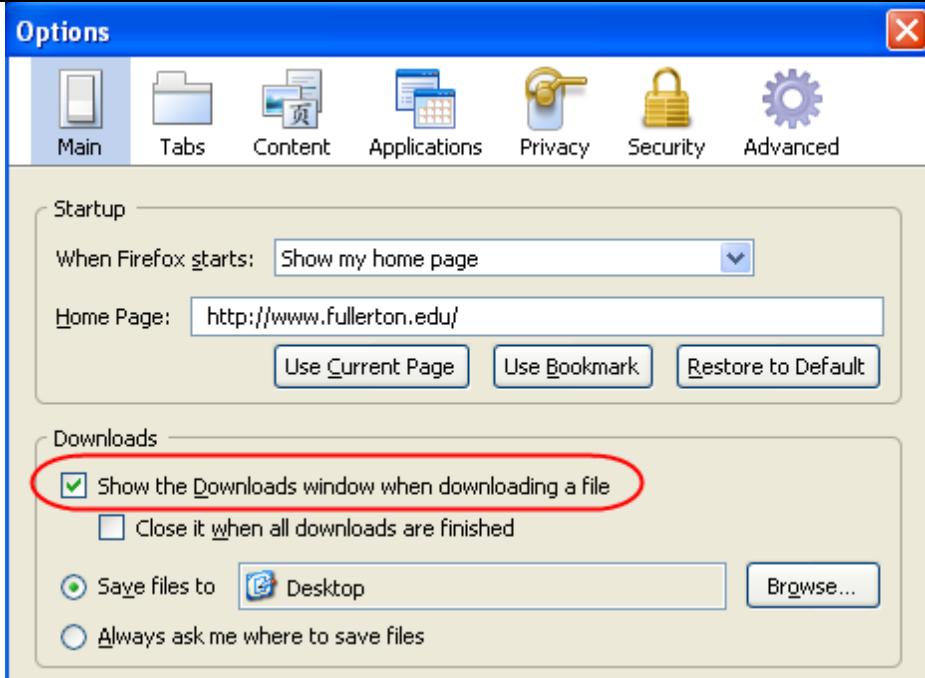 Options
Main Tabs Content Applications Privacy Security Advanced
页
Startup
When Firefox starts: Show my home page
Home Page: http://www.fullerton.edu/
Use Current Page Use Bookmark Restore to Default
Downloads
Show the Downloads window when downloading a file
Close it when all downloads are finished
Save files to Desktop Browse...
Always ask me where to save files